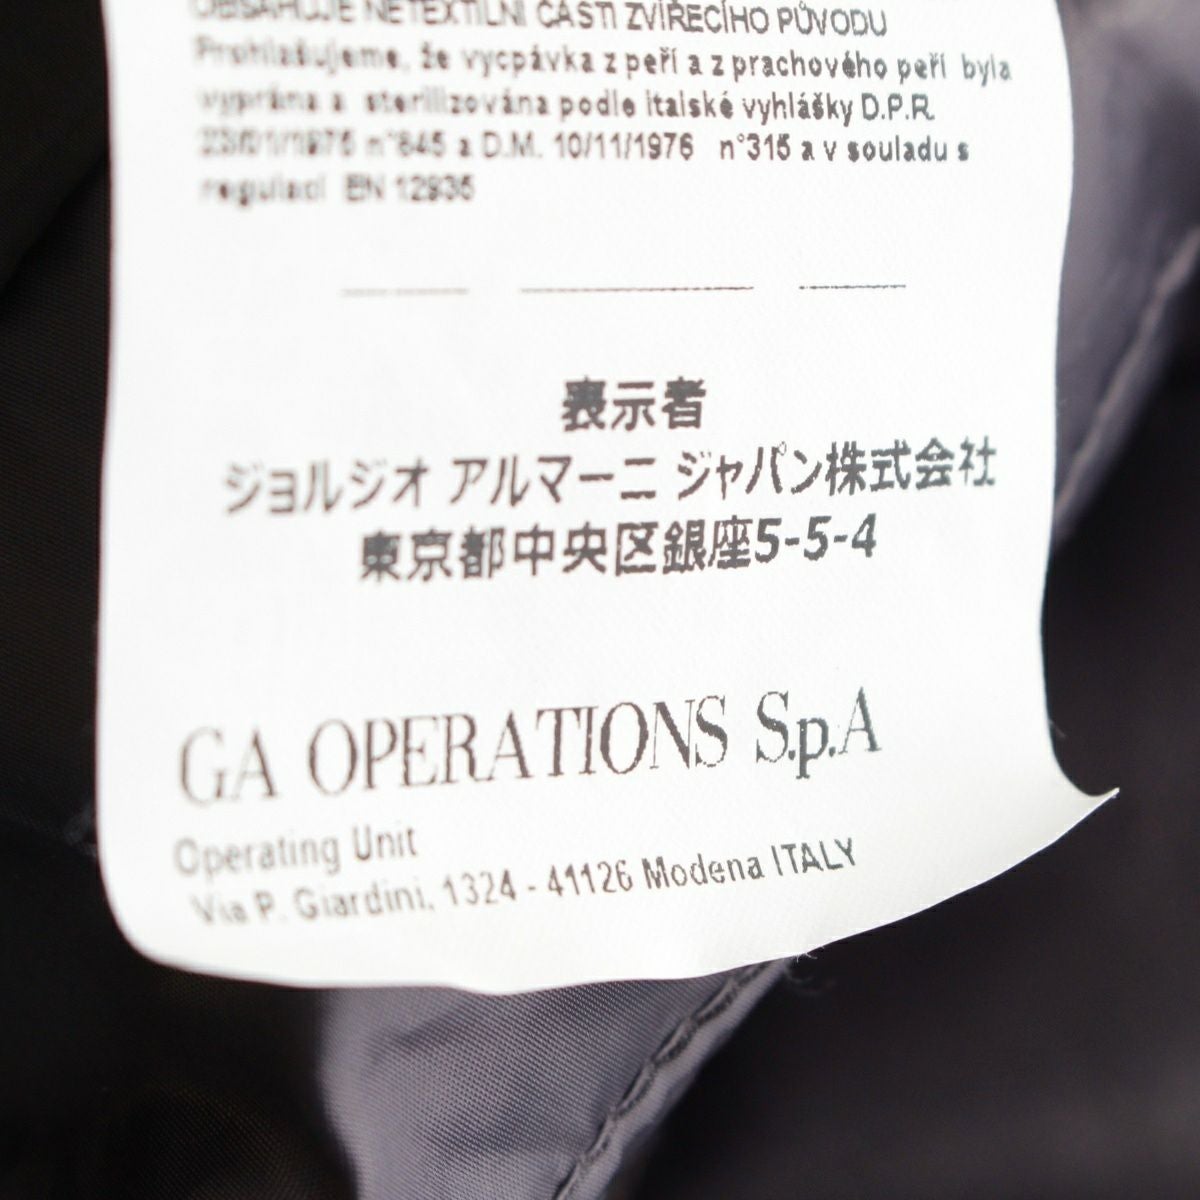 OBSAHUJE NETEXTILNÍ ČÁSTI ZVÍŘECÍHO PŮVODU
Prohlašujeme, že vycpávka z peří a z prachového peří byla
vyprána a sterilizována podle italské vyhlášky D.P.R.
23/01/1975 n°845 a D.M. 10/11/1976 n°315 a v souladu s
regulací EN 12935
表示者
ジョルジオ アルマーニ ジャパン株式会社
東京都中央区銀座5-5-4
GA OPERATIONS S.p.A
Operating Unit
Via P. Giardini, 1324 - 41126 Modena ITALY